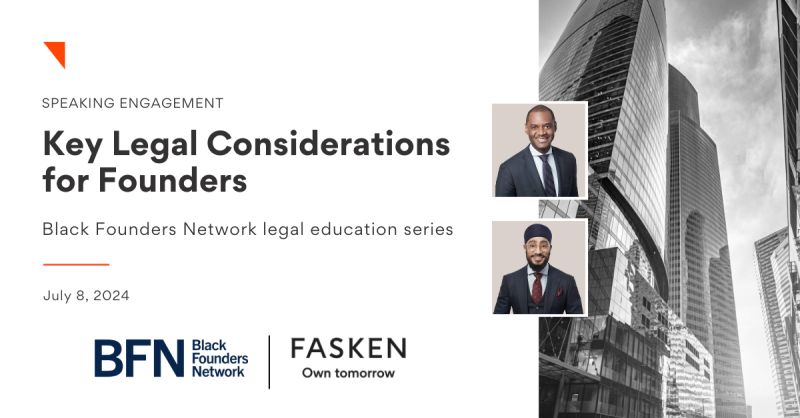 SPEAKING ENGAGEMENT
Key Legal Considerations
for Founders
Black Founders Network legal education series
July 8, 2024
BFN Black
Founders
Network
FASKEN
Own tomorrow